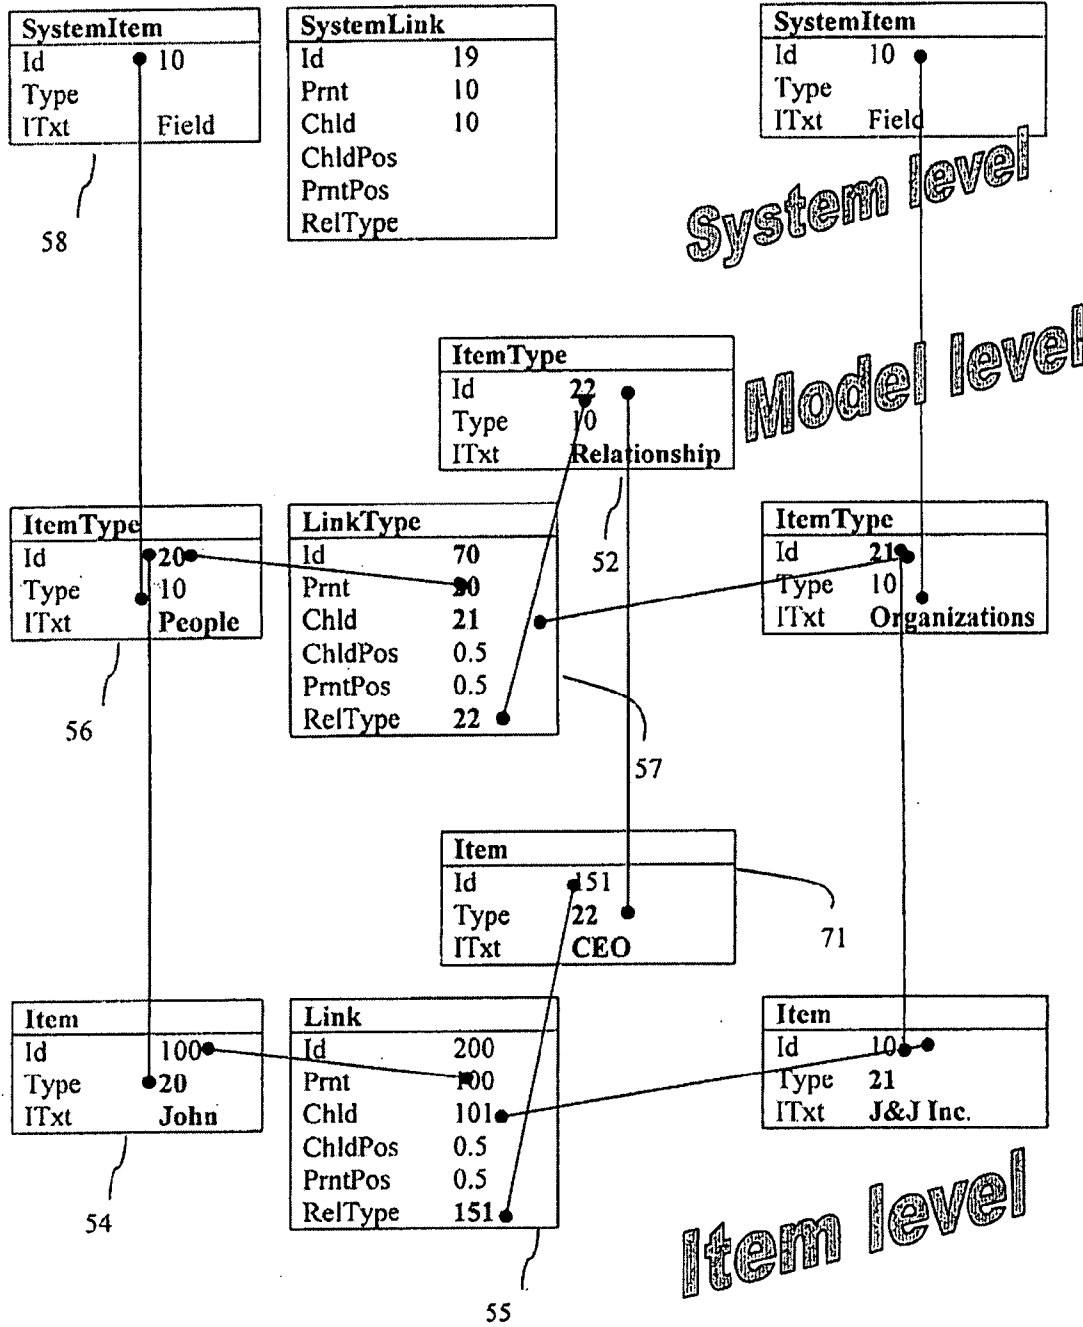 SystemItem
Id 10
Type
ITxt Field
58
SystemLink
Id 19
Prnt 10
Chld 10
ChldPos
PrntPos
RelType
SystemItem
Id 10
Type
ITxt Field
System level
Model level
ItemType
Id 22
Type 10
ITxt Relationship
52
ItemType
Id 20
Type 10
ITxt People
56
LinkType
Id 70
Prnt 20
Chld 21
ChldPos 0.5
PrntPos 0.5
RelType 22
57
ItemType
Id 21
Type 10
ITxt Organizations
Item
Id 151
Type 22
ITxt CEO
71
Item
Id 100
Type 20
ITxt John
54
Link
Id 200
Prnt 100
Chld 101
ChldPos 0.5
PrntPos 0.5
RelType 151
55
Item
Id
Type 21
ITxt J&J Inc.
Item level